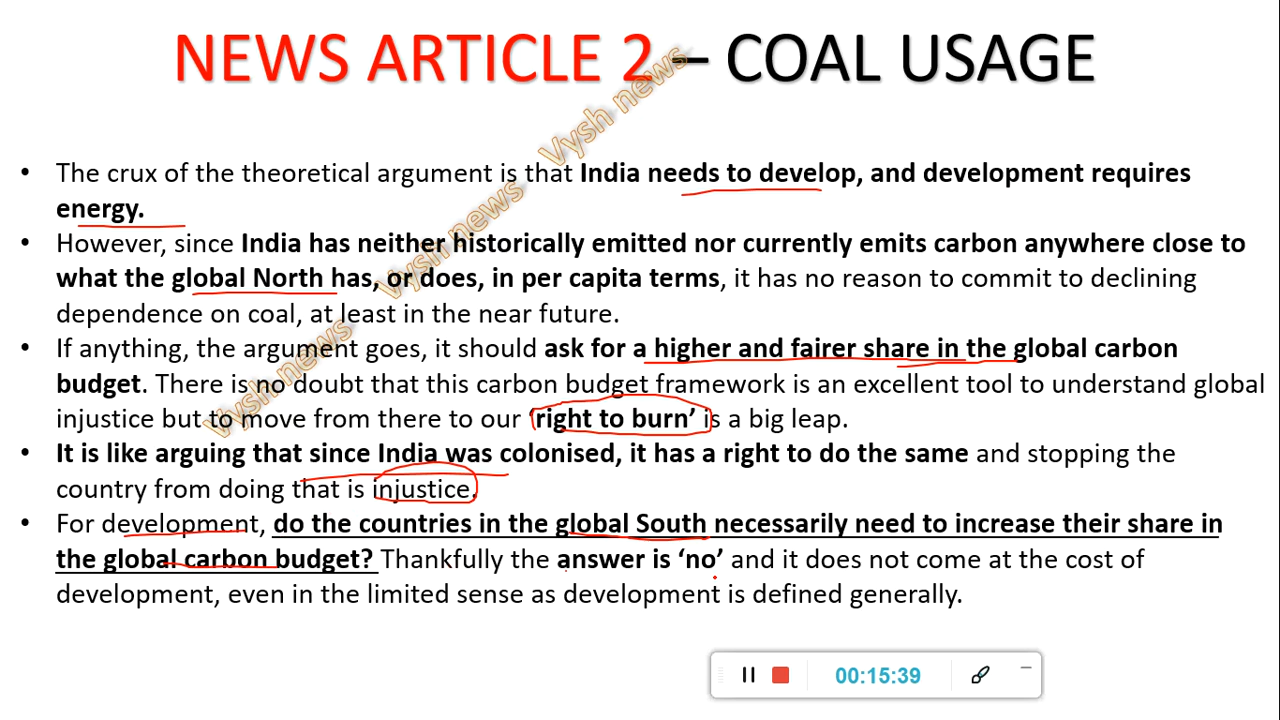 NEWS ARTICLE 2 – COAL USAGE
• The crux of the theoretical argument is that India needs to develop, and development requires
energy.
• However, since India has neither historically emitted nor currently emits carbon anywhere close to
what the global North has, or does, in per capita terms, it has no reason to commit to declining
dependence on coal, at least in the near future.
• If anything, the argument goes, it should ask for a higher and fairer share in the global carbon
budget. There is no doubt that this carbon budget framework is an excellent tool to understand global
injustice but to move from there to our ‘right to burn’ is a big leap.
• It is like arguing that since India was colonised, it has a right to do the same and stopping the
country from doing that is injustice.
• For development, do the countries in the global South necessarily need to increase their share in
the global carbon budget? Thankfully the answer is ‘no’ and it does not come at the cost of
development, even in the limited sense as development is defined generally.
Vysh news
Vysh news
Vysh news
00:15:39